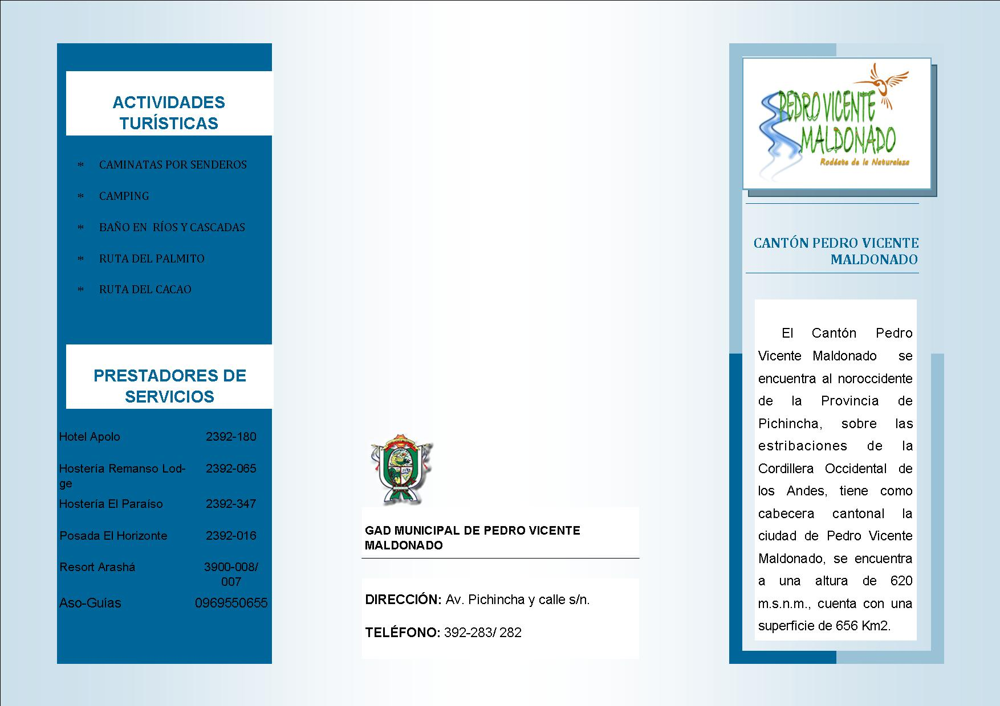 ACTIVIDADES
TURÍSTICAS
* CAMINATAS POR SENDEROS
* CAMPING
* BAÑO EN  RÍOS Y CASCADAS
* RUTA DEL PALMITO
* RUTA DEL CACAO
PRESTADORES DE
SERVICIOS
Hotel Apolo 2392-180
Hostería Remanso Lod- 2392-065
ge
Hostería El Paraíso 2392-347
Posada El Horizonte 2392-016
Resort Arashá 3900-008/
007
Aso-Guías 0969550655
GAD MUNICIPAL DE PEDRO VICENTE
MALDONADO
DIRECCIÓN: Av. Pichincha y calle s/n.
TELÉFONO: 392-283/ 282
PEDRO VICENTE
MALDONADO
Rodéate de la Naturaleza
CANTÓN PEDRO VICENTE
MALDONADO
El Cantón Pedro
Vicente Maldonado se
encuentra al noroccidente
de la Provincia de
Pichincha, sobre las
estribaciones de la
Cordillera Occidental de
los Andes, tiene como
cabecera cantonal la
ciudad de Pedro Vicente
Maldonado, se encuentra
a una altura de 620
m.s.n.m., cuenta con una
superficie de 656 Km2.